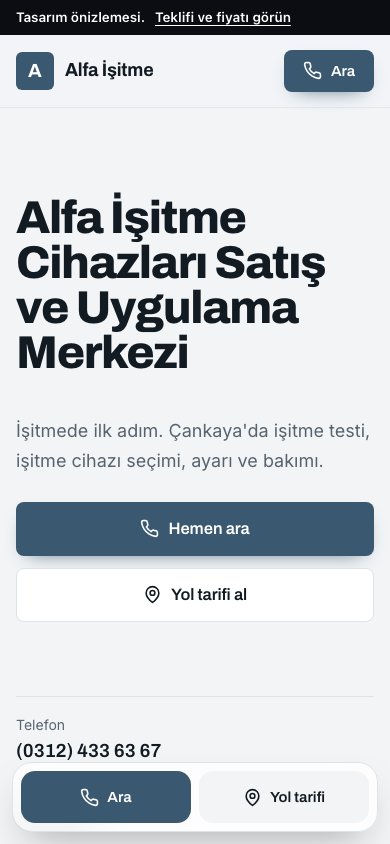 Tasarım önizlemesi. Teklifi ve fiyatı görün
A Alfa İşitme Ara
Alfa İşitme
Cihazları Satış
ve Uygulama
Merkezi
İşitmede ilk adım. Çankaya'da işitme testi,
işitme cihazı seçimi, ayarı ve bakımı.
Hemen ara
Yol tarifi al
Telefon
(0312) 433 63 67
Ara Yol tarifi